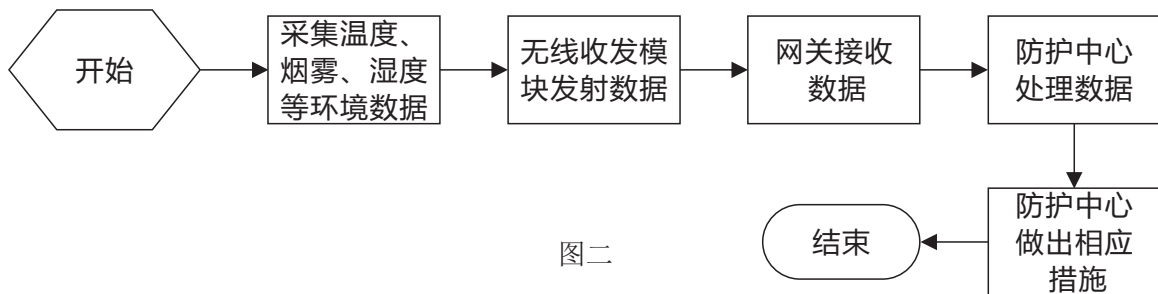 开始
采集温度、
烟雾、湿度
等环境数据
无线收发模
块发射数据
网关接收
数据
防护中心
处理数据
防护中心
做出相应
措施
结束
图二